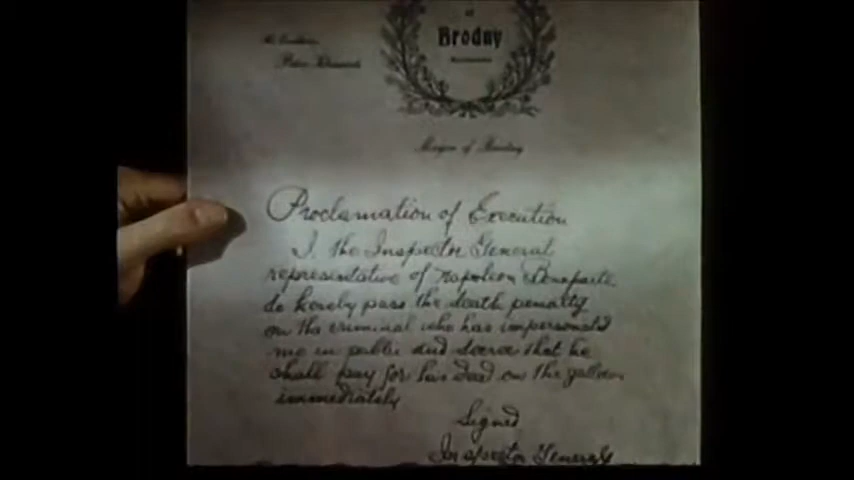 of
Brodny
Mayor of Brodny
Proclamation of Execution
I, the Inspector General
representative of Napoleon Bonaparte,
do hereby pass the death penalty
on the criminal who has impersonated
me in public and decree that he
shall pay for his deed on the gallows
immediately
Signed
Inspector General